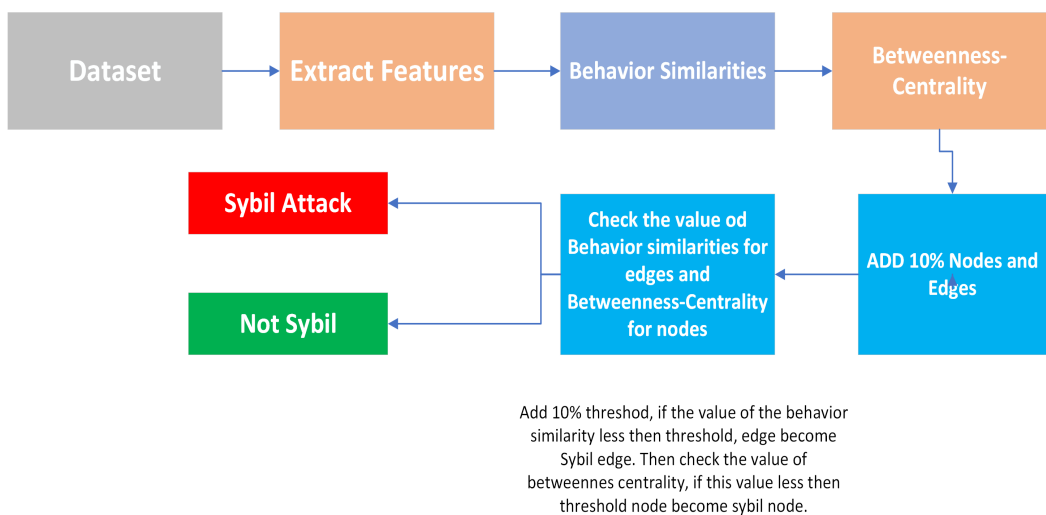 Dataset
Extract Features
Behavior Similarities
Betweenness-
Centrality
ADD 10% Nodes and
Edges
Check the value od
Behavior similarities for
edges and
Betweenness-Centrality
for nodes
Sybil Attack
Not Sybil
Add 10% threshod, if the value of the behavior
similarity less then threshold, edge become
Sybil edge. Then check the value of
betweennes centrality, if this value less then
threshold node become sybil node.